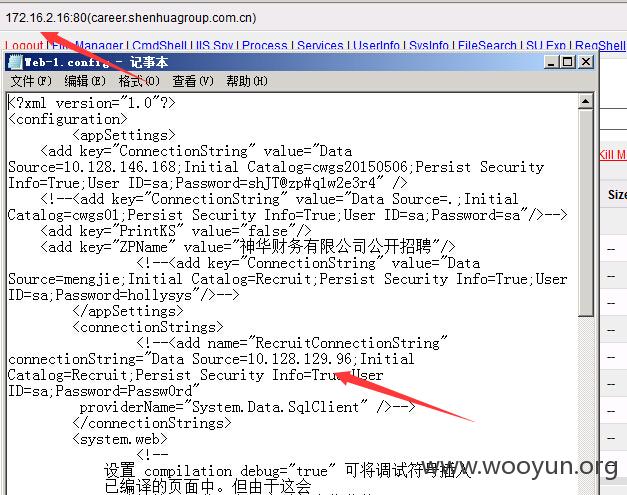 172.16.2.16:80(career.shenhuagroup.com.cn)
Logout | File Manager | CmdShell | IIS Spy | Process | Services | UserInfo | SysInfo | FileSearch | SU Exp | RegShell
Web-1.config - 记事本
文件(F) 编辑(E) 格式(O) 查看(V) 帮助(H)
<?xml version="1.0"?>
<configuration>
<appSettings>
<add key="ConnectionString" value="Data
Source=10.128.146.168;Initial Catalog=cwgs20150506;Persist Security
Info=True;User ID=sa;Password=shJT@zp#q1w2e3r4" />
<!--<add key="ConnectionString" value="Data Source=.;Initial
Catalog=cwgs01;Persist Security Info=True;User ID=sa;Password=sa"/>-->
<add key="PrintKS" value="false"/>
<add key="ZPName" value="神华财务有限公司公开招聘"/>
<!--<add key="ConnectionString" value="Data
Source=mengjie;Initial Catalog=Recruit;Persist Security Info=True;User
ID=sa;Password=hollysys"/>-->
</appSettings>
<connectionStrings>
<!--<add name="RecruitConnectionString"
connectionString="Data Source=10.128.129.96;Initial
Catalog=Recruit;Persist Security Info=True;User
ID=sa;Password=Passw0rd"
providerName="System.Data.SqlClient" />-->
</connectionStrings>
<system.web>
<!--
设置 compilation debug="true" 可将调试符号插入
已编译的页面中。但由于这会
Kill M
Size
--
--
--
--
--
--
--
--
www.wooyun.org